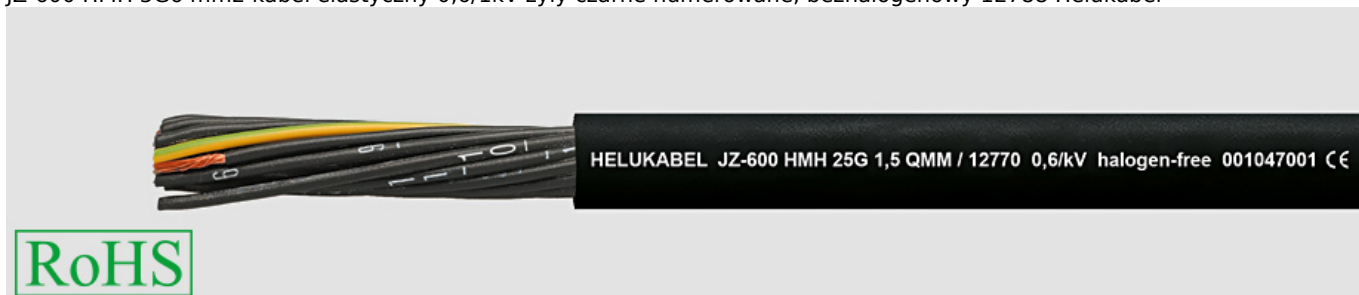 JZ-600 HMH 5G6 mm2 kabel elastyczny 0,6/1kV żyły czarne numerowane, bezhalogenowy 12788 Helukabel
HELUKABEL JZ-600 HMH 25G 1,5 QMM / 12770 0,6/kV halogen-free 001047001 CE
RoHS